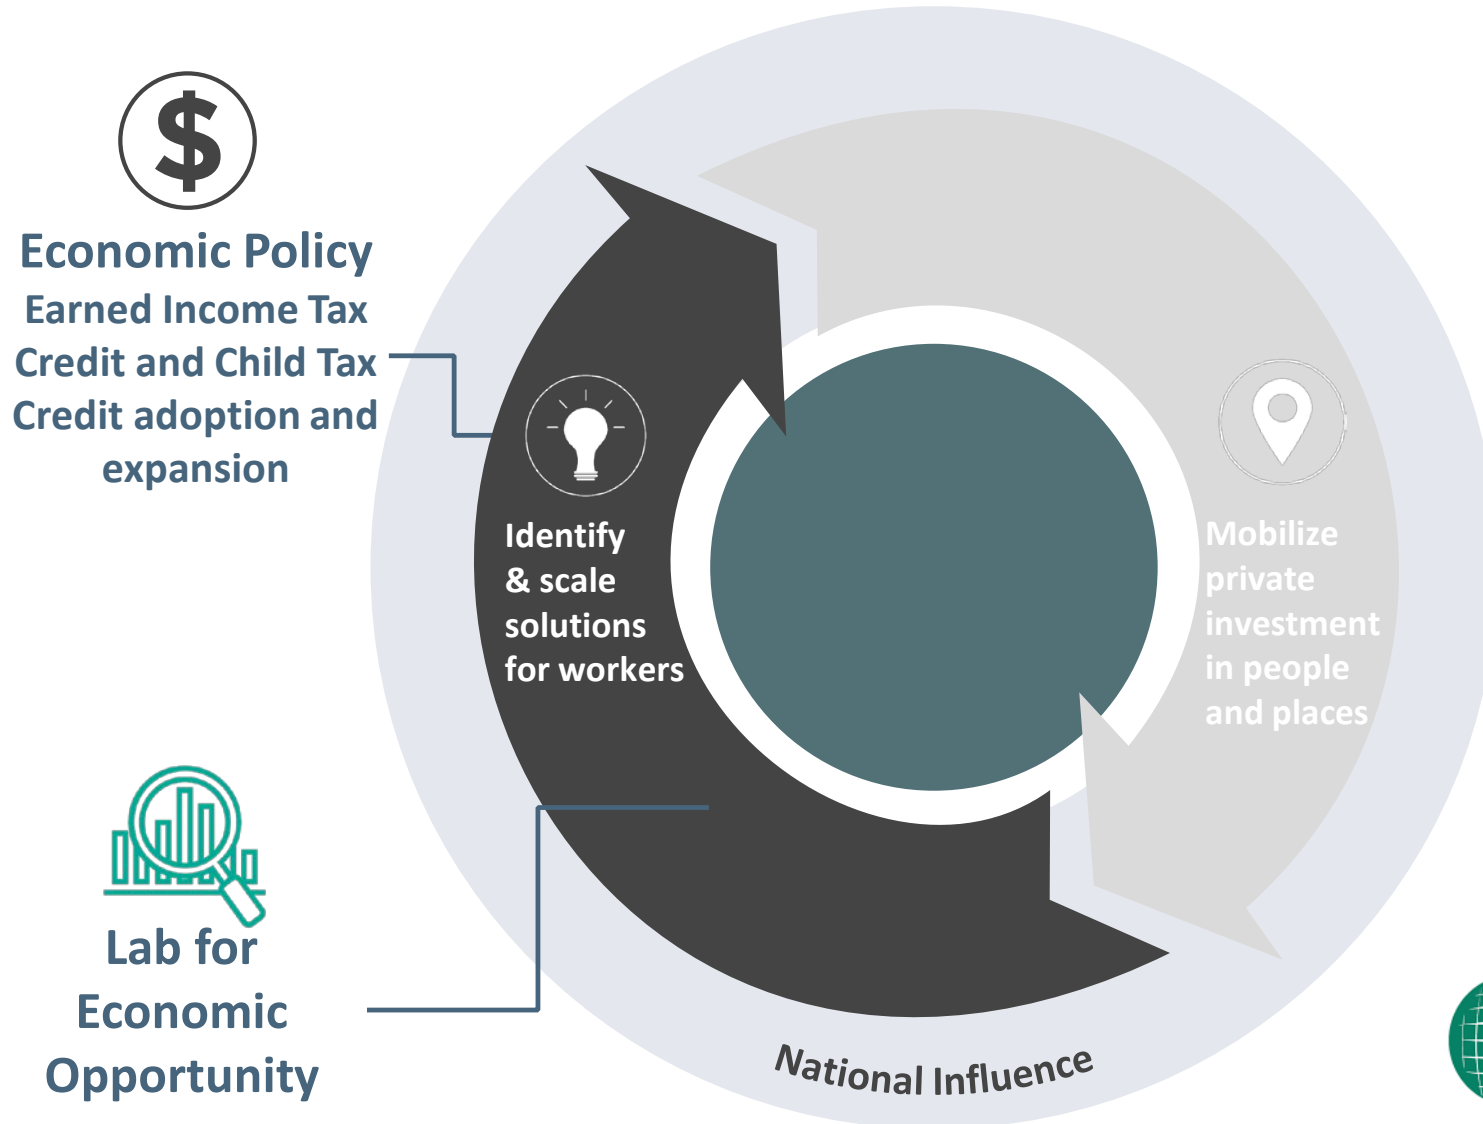 $
Economic Policy
Earned Income Tax
Credit and Child Tax
Credit adoption and
expansion
Identify
& scale
solutions
for workers
Mobilize
private
investment
in people
and places
Lab for
Economic
Opportunity
National Influence